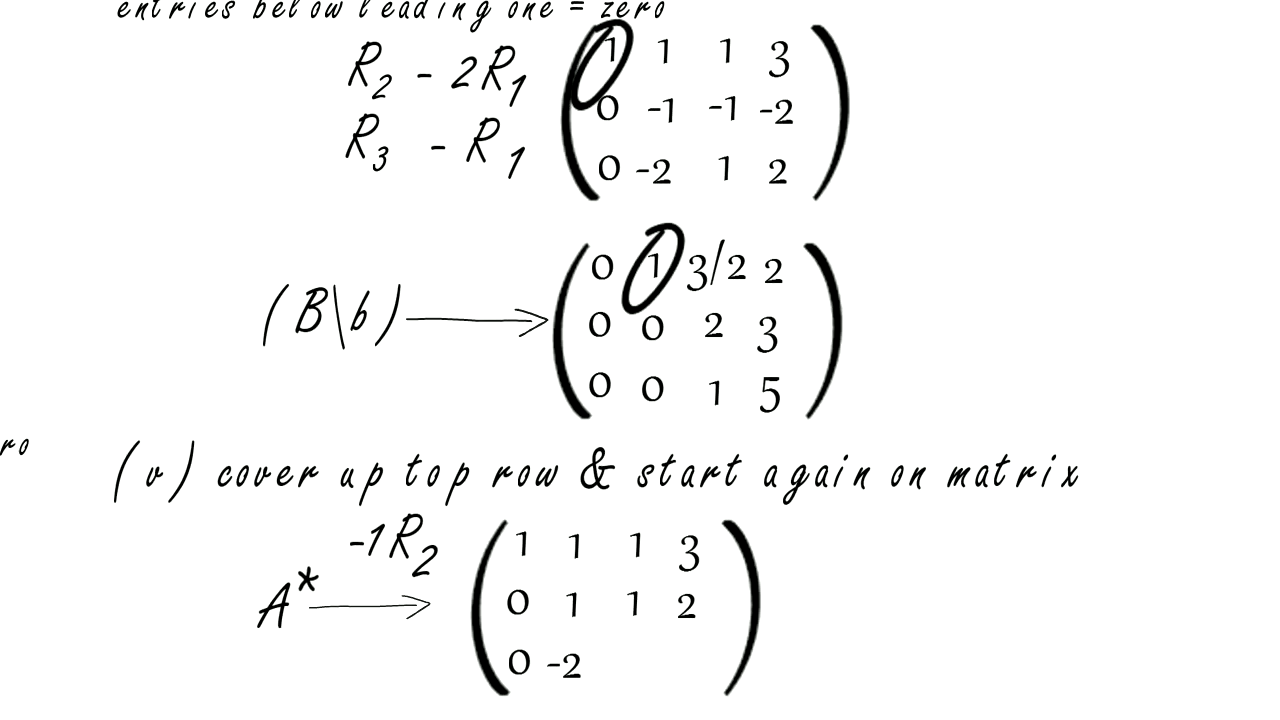 entries below leading one = zero
R2 - 2R1 1 1 1 3
0 -1 -1 -2
R3 - R1
0 -2 1 2
0 1 3/2 2
(B\b) 0 0 2 3
0 0 1 5
ro
(v) cover up top row & start again on matrix
-1R2 1 1 1 3
A* 0 1 1 2
0 -2